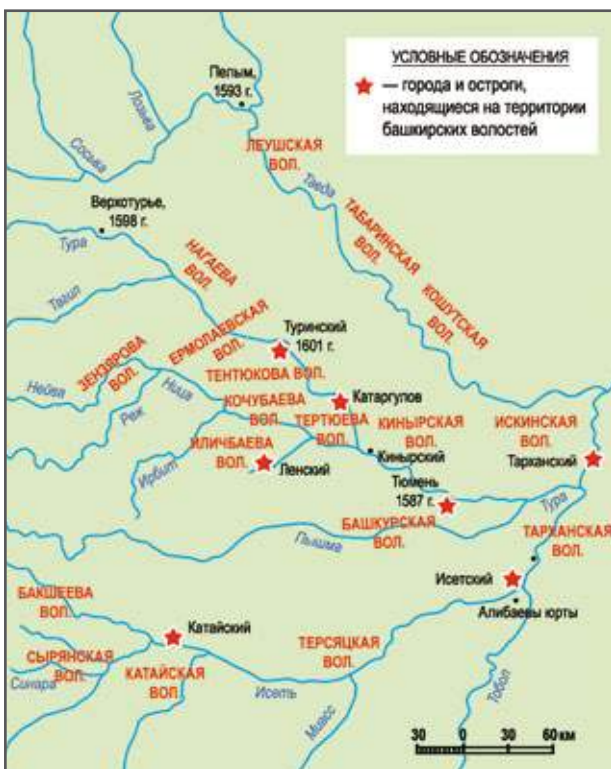 УСЛОВНЫЕ ОБОЗНАЧЕНИЯ
— города и остроги,
находящиеся на территории
башкирских волостей
Пелым,
1593 г.
Лозьва
Сосьва
ЛЕУШСКАЯ
ВОЛ.
Тавда
Верхотурье,
1598 г.
Тура
ТАБАРИНСКАЯ
ВОЛ.
НАГАЕВА
ВОЛ.
КОШУТСКАЯ
ВОЛ.
Тагил
ЕРМОЛАЕВСКАЯ
ВОЛ.
Туринский
1601 г.
ЗЕНДЯРОВА
ВОЛ.
ТЕНТЮКОВА ВОЛ.
Нейва
Ница
Катаргулов
КОЧУБАЕВА
ВОЛ.
Реж
ТЕРТЮЕВА
ВОЛ.
КИНЫРСКАЯ
ВОЛ.
ИСКИНСКАЯ
ВОЛ.
ИЛИЧБАЕВА
ВОЛ.
Кинырский
Тарханский
Ирбит
Ленский
Тюмень
1587 г.
Тура
БАШКУРСКАЯ
ВОЛ.
ТАРХАНСКАЯ
ВОЛ.
Пышма
БАКШЕЕВА
ВОЛ.
Исетский
Алибаевы юрты
Катайский
ТЕРСЯЦКАЯ
ВОЛ.
СЫРЯНСКАЯ
ВОЛ.
КАТАЙСКАЯ
ВОЛ.
Синара
Исеть
Миасс
Тобол
30 0 30 60 км